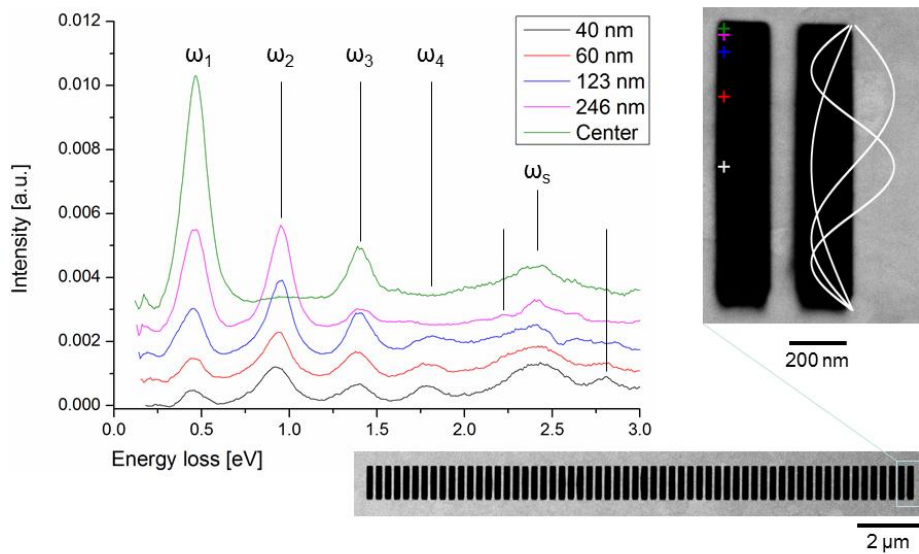 0.012
0.010
0.008
0.006
0.004
0.002
0.000
Intensity [a.u.]
ω1
ω2
ω3
ω4
ωs
40 nm
60 nm
123 nm
246 nm
Center
0.0 0.5 1.0 1.5 2.0 2.5 3.0
Energy loss [eV]
200 nm
2 µm